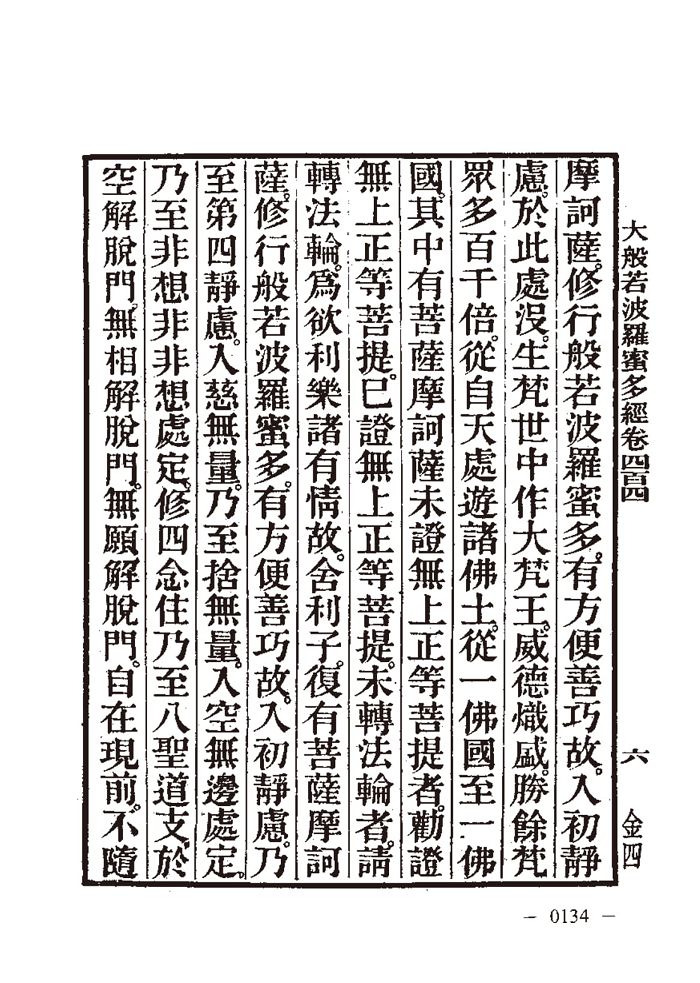 大般若波羅蜜多經卷四百四 六 金四
摩訶薩。修行般若波羅蜜多。有方便善巧故。入初靜
慮。於此處沒。生梵世中作大梵王。威德熾盛。勝餘梵
眾多百千倍。從自天處遊諸佛土。從一佛國至一佛
國。其中有菩薩摩訶薩未證無上正等菩提者。勸證
無上正等菩提。已證無上正等菩提。未轉法輪者。請
轉法輪。為欲利樂諸有情故。舍利子。復有菩薩摩訶
薩。修行般若波羅蜜多。有方便善巧故。入初靜慮。乃
至第四靜慮。入慈無量。乃至捨無量。入空無邊處定。
乃至非想非非想處定。修四念住乃至八聖道支。於
空解脫門。無相解脫門。無願解脫門。自在現前。不隨
— 0134 —